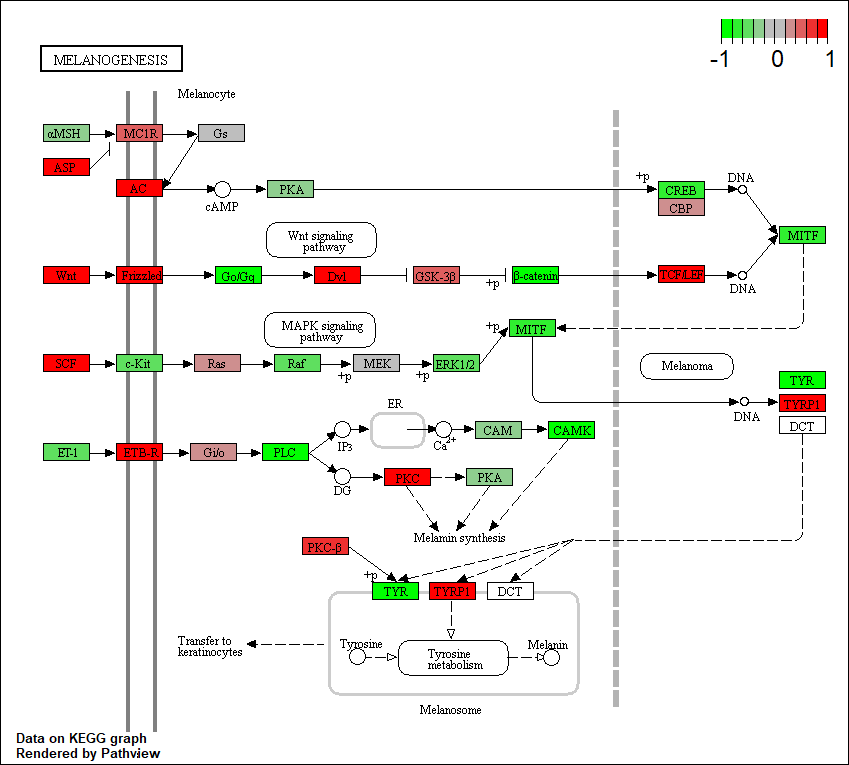 -1 0 1
MELANOGENESIS
Melanocyte
αMSH MC1R Gs
ASP
+p DNA
AC PKA CREB
cAMP CBP
Wnt signaling
pathway
MITF
Wnt Frizzled Go/Gq Dvl GSK-3β β-catenin TCF/LEF
+p DNA
MAPK signaling
pathway
+p MITF
SCF c-Kit Ras Raf MEK ERK1/2 Melanoma
+p +p
TYR
ER TYRP1
DNA
DCT
CAM CAMK
IP3 Ca2+
ET-1 ETB-R Gi/o PLC
PKC PKA
DG
Melamin synthesis
PKC-β
+p
TYR TYRP1 DCT
Transfer to
keratinocytes
Tyrosine Melanin
Tyrosine
metabolism
Melanosome
Data on KEGG graph
Rendered by Pathview